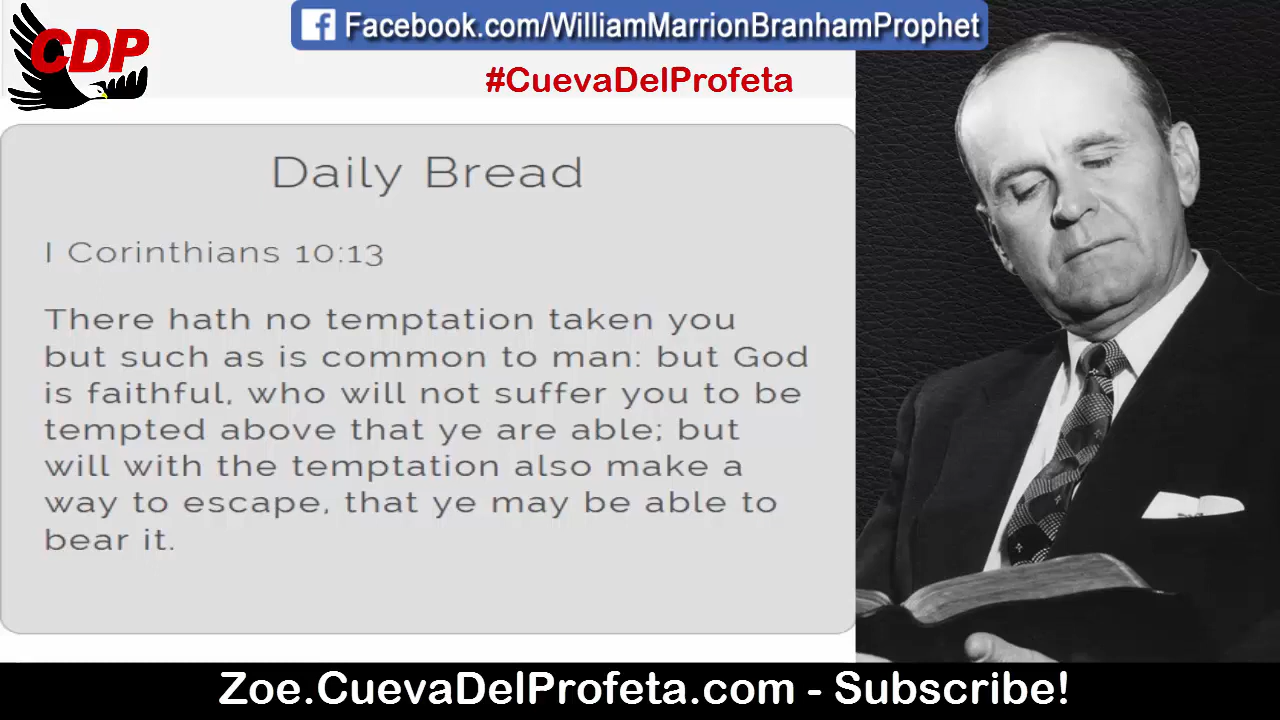 CDP
Facebook.com/WilliamMarrionBranhamProphet
#CuevaDelProfeta
Daily Bread
I Corinthians 10:13
There hath no temptation taken you
but such as is common to man: but God
is faithful, who will not suffer you to be
tempted above that ye are able; but
will with the temptation also make a
way to escape, that ye may be able to
bear it.
Zoe.CuevaDelProfeta.com - Subscribe!